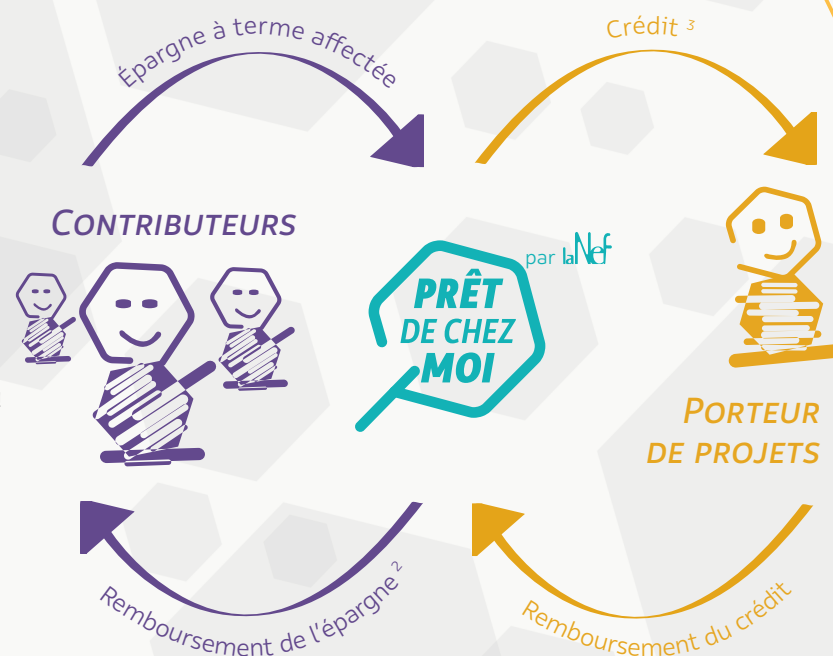 Épargne à terme affectée
Crédit ³
CONTRIBUTEURS
par la Nef
PRÊT
DE CHEZ
MOI
PORTEUR
DE PROJETS
Remboursement de l'épargne ²
Remboursement du crédit